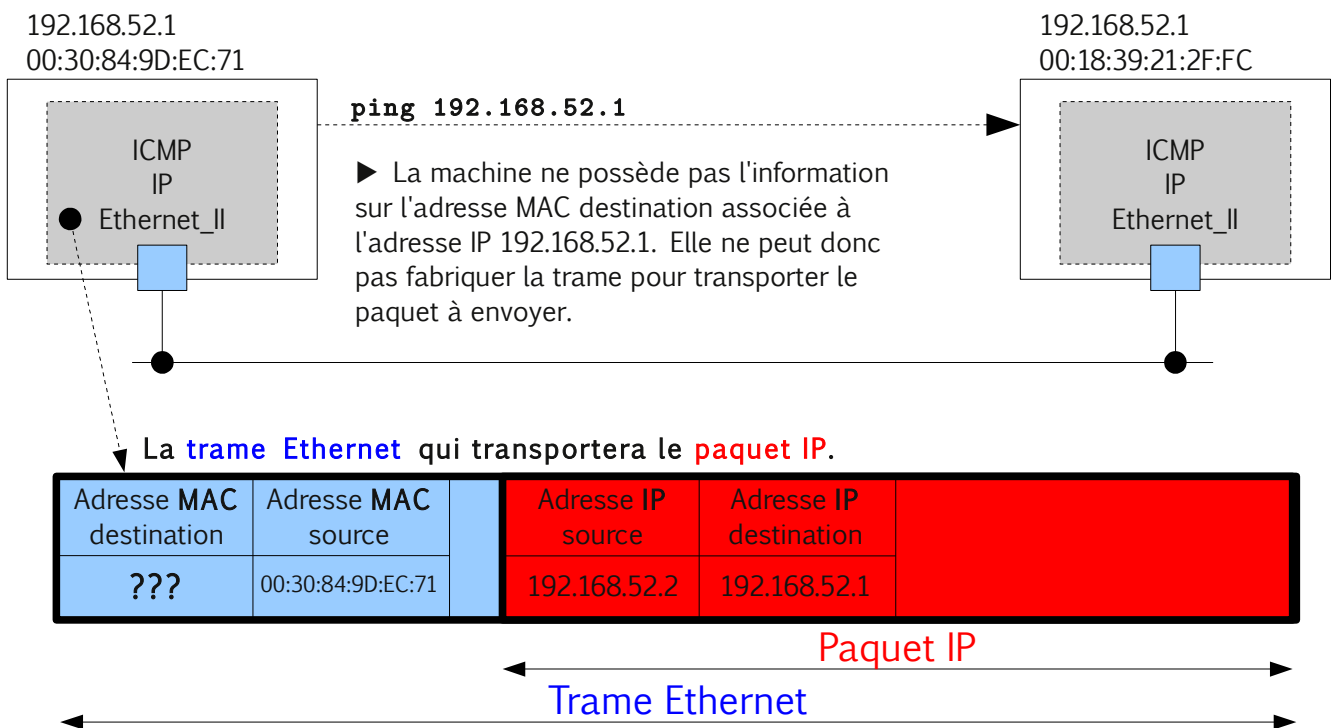 192.168.52.1
00:30:84:9D:EC:71
192.168.52.1
00:18:39:21:2F:FC
ping 192.168.52.1
ICMP
IP
Ethernet_II
► La machine ne possède pas l'information
sur l'adresse MAC destination associée à
l'adresse IP 192.168.52.1. Elle ne peut donc
pas fabriquer la trame pour transporter le
paquet à envoyer.
ICMP
IP
Ethernet_II
La trame Ethernet qui transportera le paquet IP.
Adresse MAC
destination
Adresse MAC
source
Adresse IP
source
Adresse IP
destination
???
00:30:84:9D:EC:71
192.168.52.2
192.168.52.1
Paquet IP
Trame Ethernet